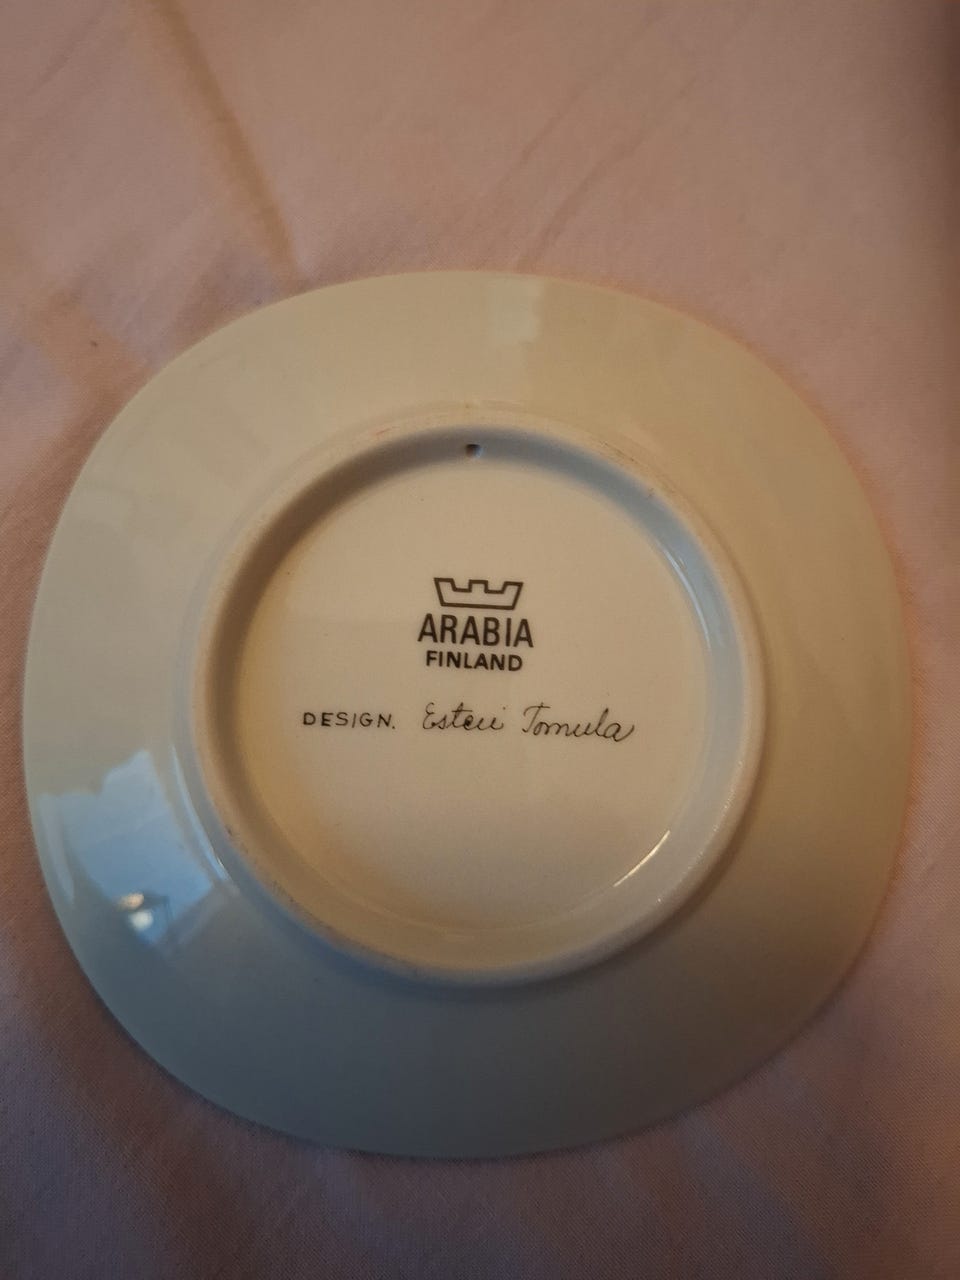 ARABIA
FINLAND
DESIGN. Esteri Tomula